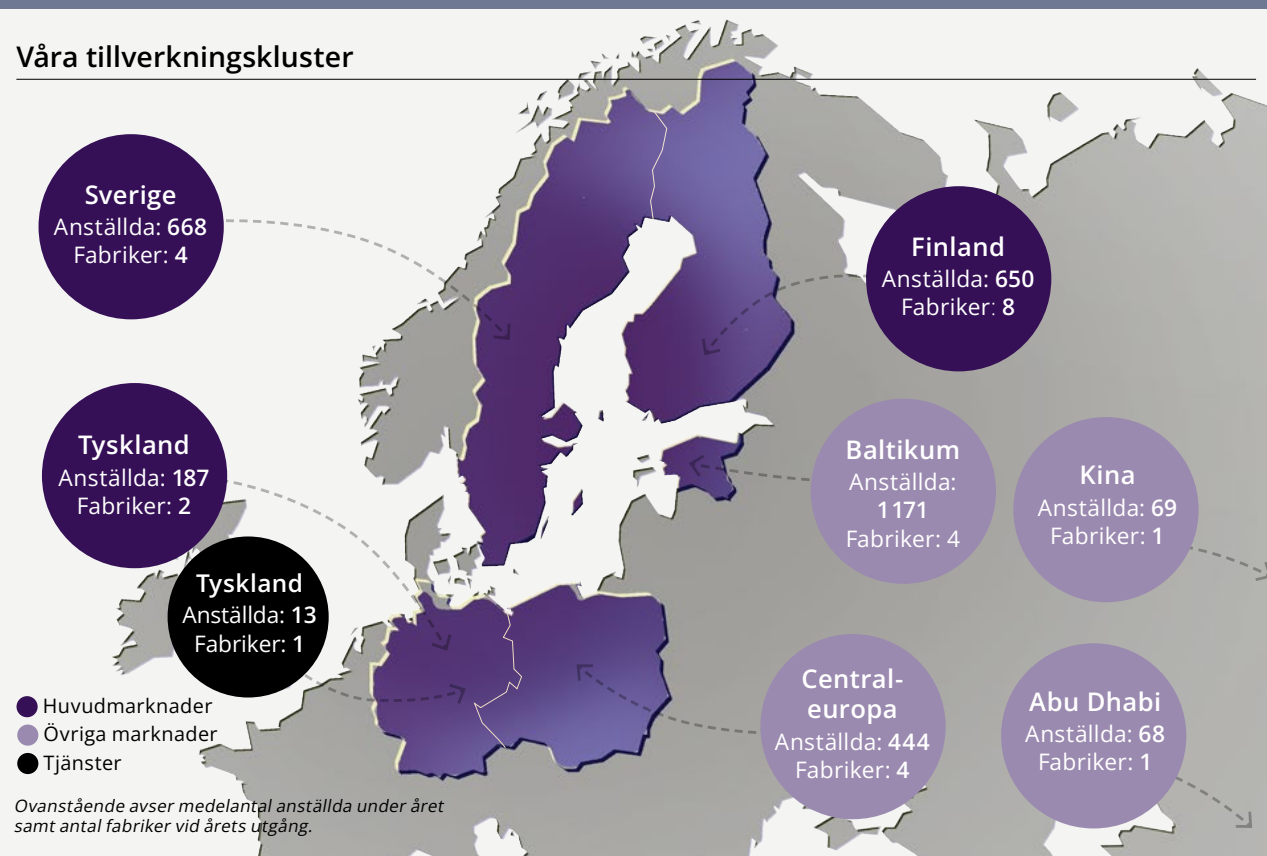 Våra tillverkningskluster
Sverige
Anställda: 668
Fabriker: 4
Finland
Anställda: 650
Fabriker: 8
Tyskland
Anställda: 187
Fabriker: 2
Baltikum
Anställda:
1171
Fabriker: 4
Kina
Anställda: 69
Fabriker: 1
Tyskland
Anställda: 13
Fabriker: 1
Central-
europa
Anställda: 444
Fabriker: 4
Abu Dhabi
Anställda: 68
Fabriker: 1
Huvudmarknader
Övriga marknader
Tjänster
Ovanstående avser medelantal anställda under året
samt antal fabriker vid årets utgång.